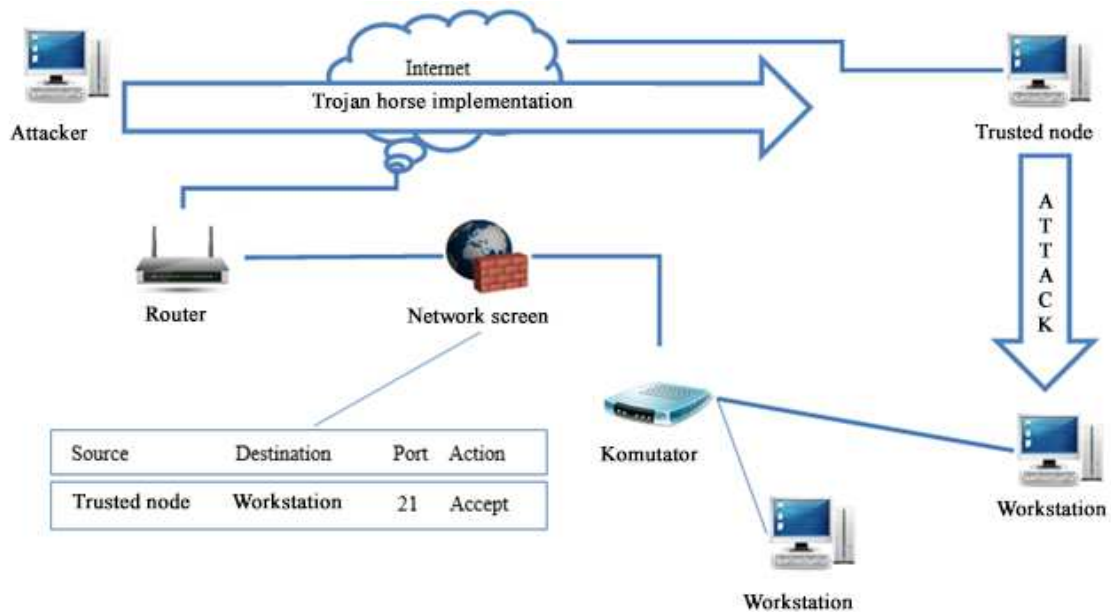 Internet
Trojan horse implementation
Attacker
Trusted node
A
T
T
A
C
K
Router
Network screen
Source Destination Port Action
Trusted node Workstation 21 Accept
Komutator
Workstation
Workstation